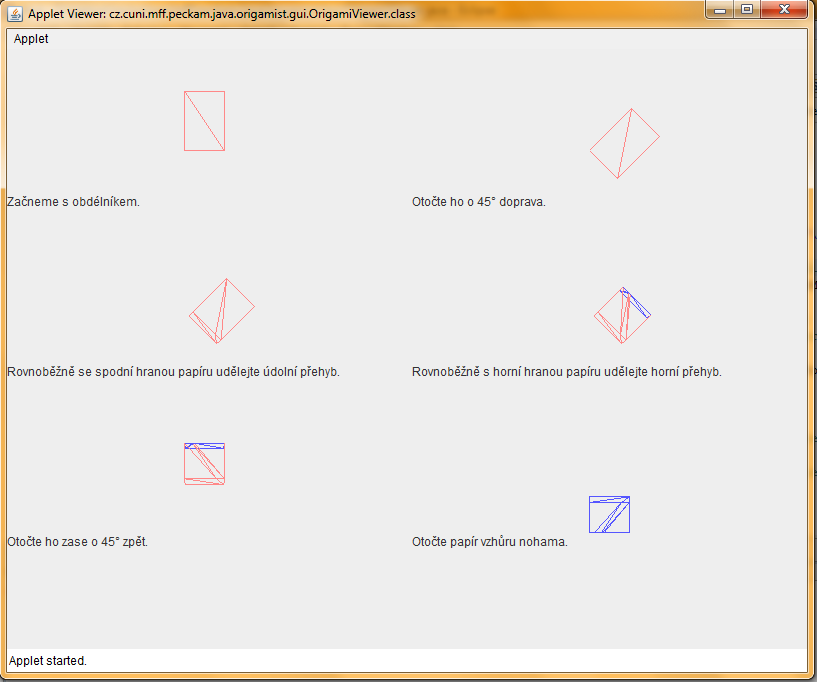 Applet Viewer: cz.cuni.mff.peckam.java.origamist.gui.OrigamiViewer.class
Applet
Začneme s obdélníkem.
Otočte ho o 45° doprava.
Rovnoběžně se spodní hranou papíru udělejte údolní přehyb.
Rovnoběžně s horní hranou papíru udělejte horní přehyb.
Otočte ho zase o 45° zpět.
Otočte papír vzhůru nohama.
Applet started.